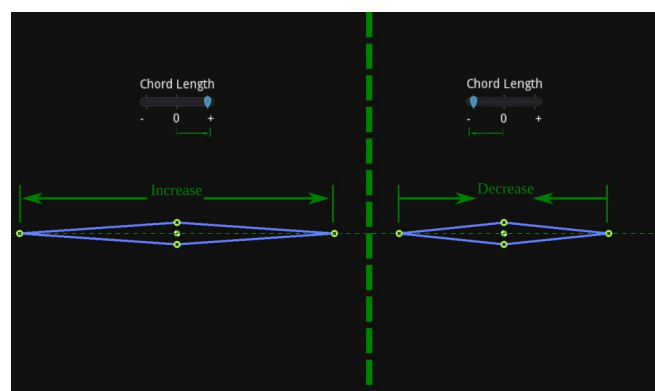 Chord Length
- 0 +
Increase
Chord Length
- 0 +
Decrease